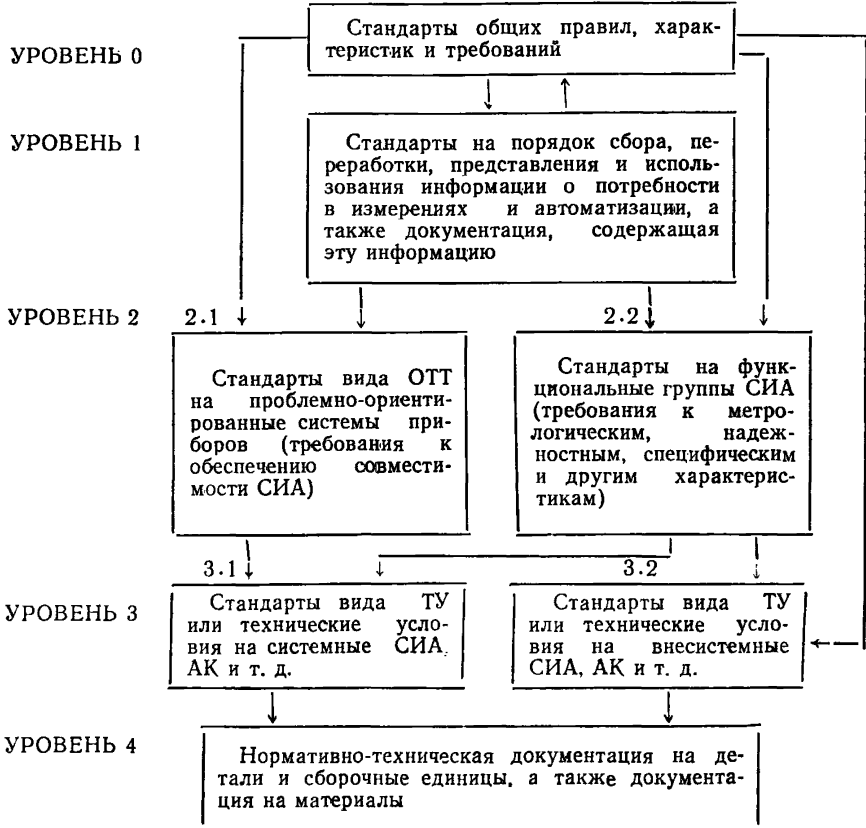 УРОВЕНЬ 0
Стандарты общих правил, харак-
теристик и требований
УРОВЕНЬ 1
Стандарты на порядок сбора, пе-
реработки, представления и исполь-
зования информации о потребности
в измерениях и автоматизации, а
также документация, содержащая
эту информацию
УРОВЕНЬ 2
2.1
2.2
Стандарты вида ОТТ
на проблемно-ориенти-
рованные системы при-
боров (требования к
обеспечению совмести-
мости СИА)
Стандарты на функ-
циональные группы СИА
(требования к метро-
логическим, надеж-
ностным, специфическим
и другим характерис-
тикам)
3.1
3.2
УРОВЕНЬ 3
Стандарты вида ТУ
или технические усло-
вия на системные СИА,
АК и т. д.
Стандарты вида ТУ
или технические усло-
вия на внесистемные
СИА, АК и т. д.
УРОВЕНЬ 4
Нормативно-техническая документация на де-
тали и сборочные единицы, а также документа-
ция на материалы